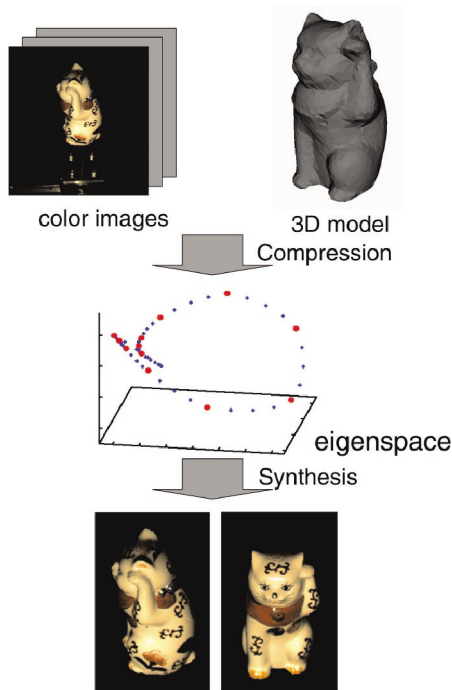 color images
3D model
Compression
eigenspace
Synthesis